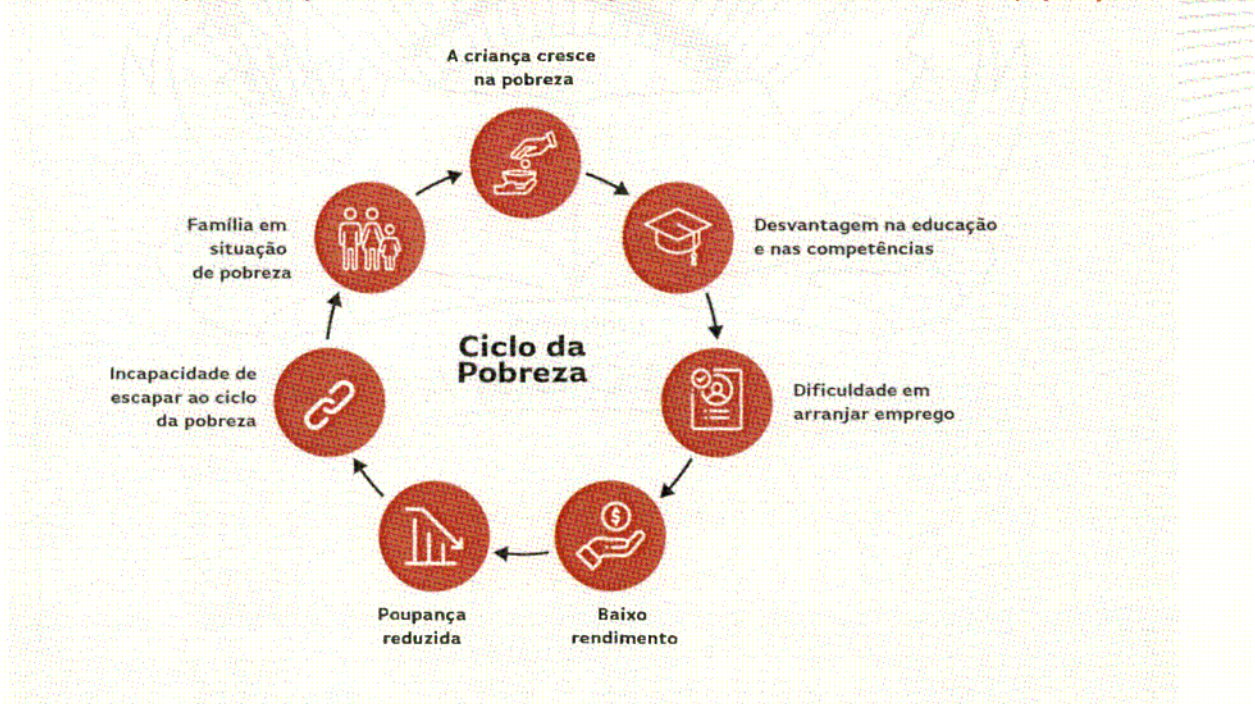 A criança cresce
na pobreza
Desvantagem na educação
e nas competências
Dificuldade em
arranjar emprego
Baixo
rendimento
Poupança
reduzida
Incapacidade de
escapar ao ciclo
da pobreza
Família em
situação
de pobreza
Ciclo da
Pobreza